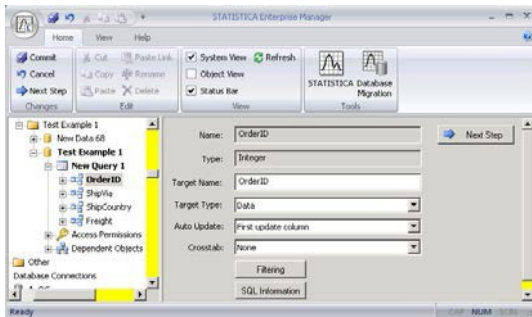 STATISTICA Enterprise Manager
Home View Help
Commit
Cancel
Next Step
Changes
Cut
Copy
Paste
Paste Link
Rename
Delete
Edit
System View
Object View
Status Bar
Refresh
View
STATISTICA
Database Migration
Tools
Test Example 1
New Data 68
Test Example 1
New Query 1
OrderID
ShipVia
ShipCountry
Freight
Access Permissions
Dependent Objects
Other
Database Connections
Name: OrderID
Type: Integer
Target Name: OrderID
Target Type: Data
Auto Update: First update column
Crosstab: None
Filtering
SQL Information
Next Step
Ready
CAP NUM SCRL